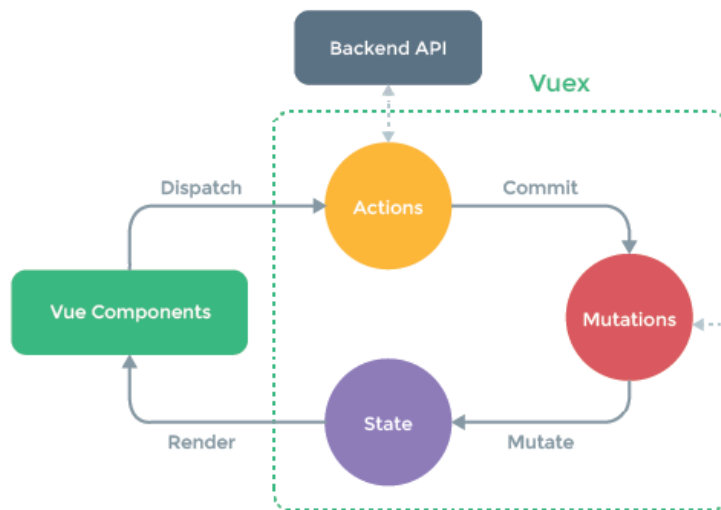 Backend API
Vuex
Dispatch
Actions
Commit
Vue Components
Mutations
State
Render
Mutate